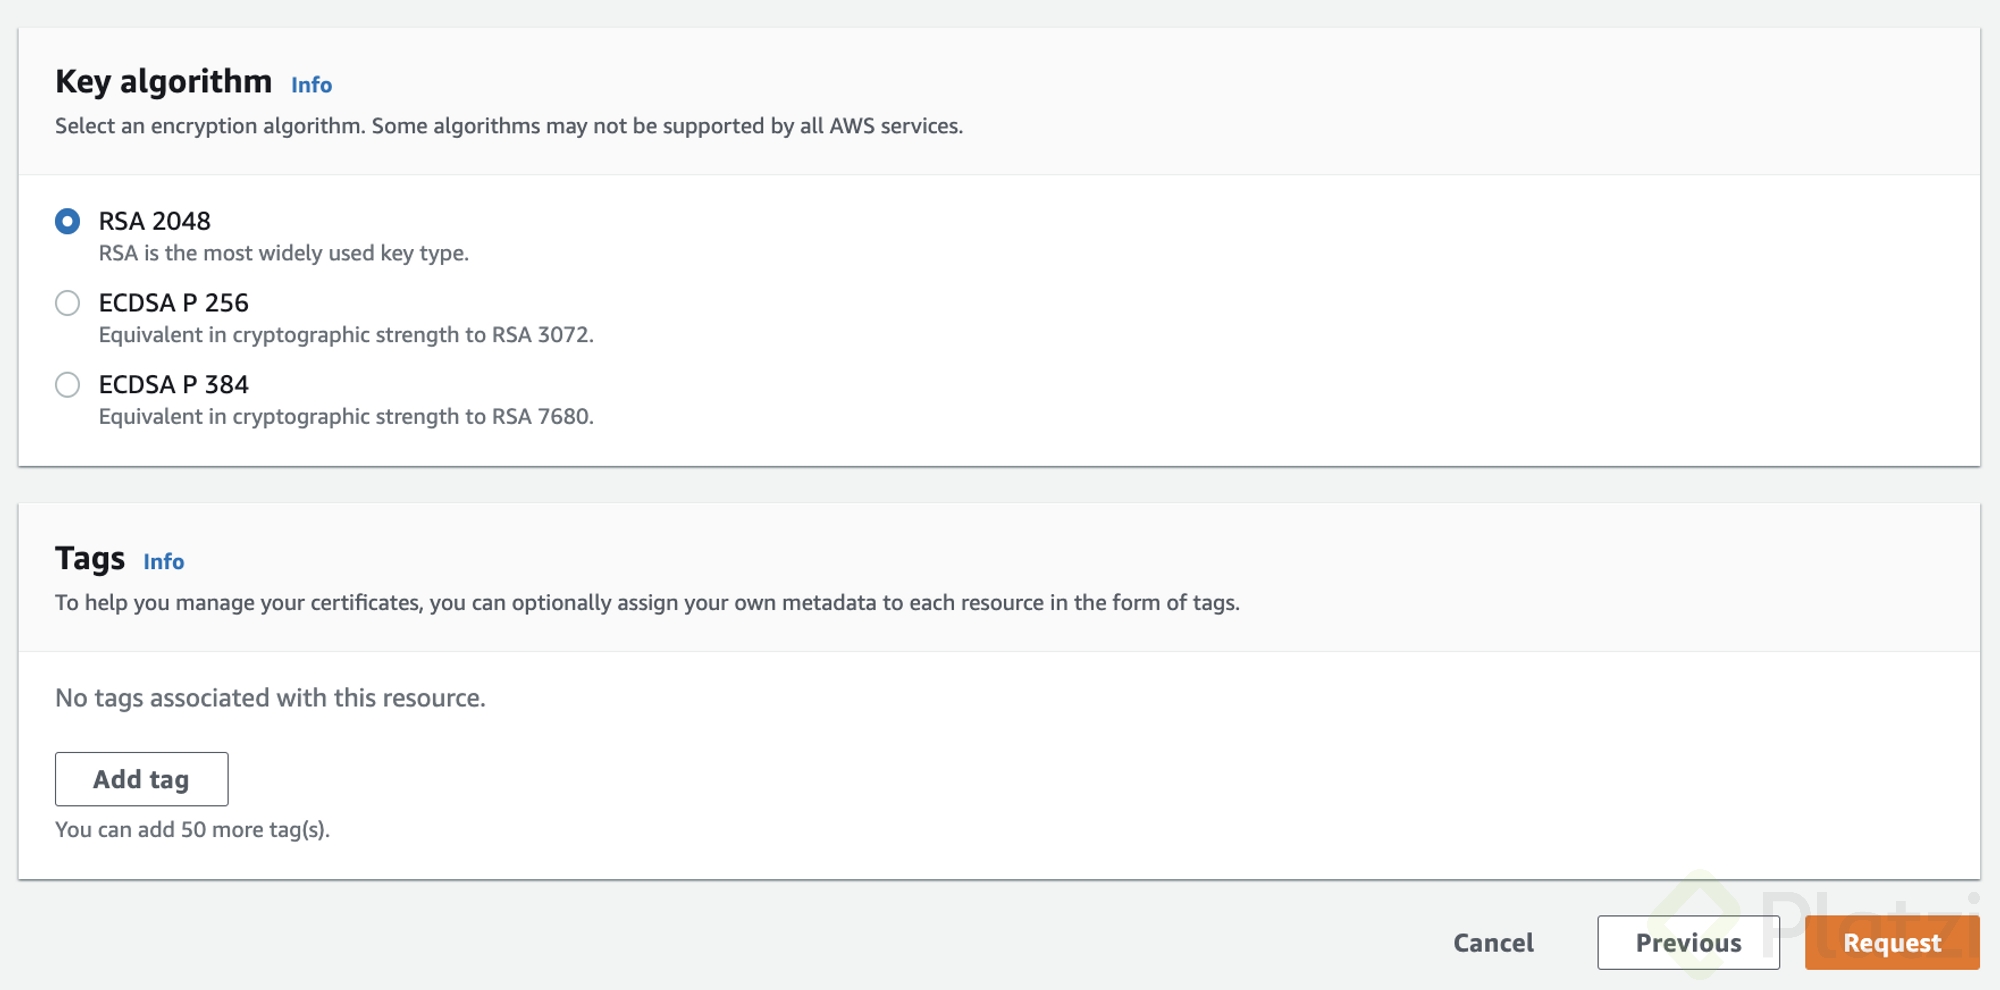 Key algorithm Info
Select an encryption algorithm. Some algorithms may not be supported by all AWS services.
RSA 2048
RSA is the most widely used key type.
ECDSA P 256
Equivalent in cryptographic strength to RSA 3072.
ECDSA P 384
Equivalent in cryptographic strength to RSA 7680.
Tags Info
To help you manage your certificates, you can optionally assign your own metadata to each resource in the form of tags.
No tags associated with this resource.
Add tag
You can add 50 more tag(s).
Cancel Previous Request
Platzi